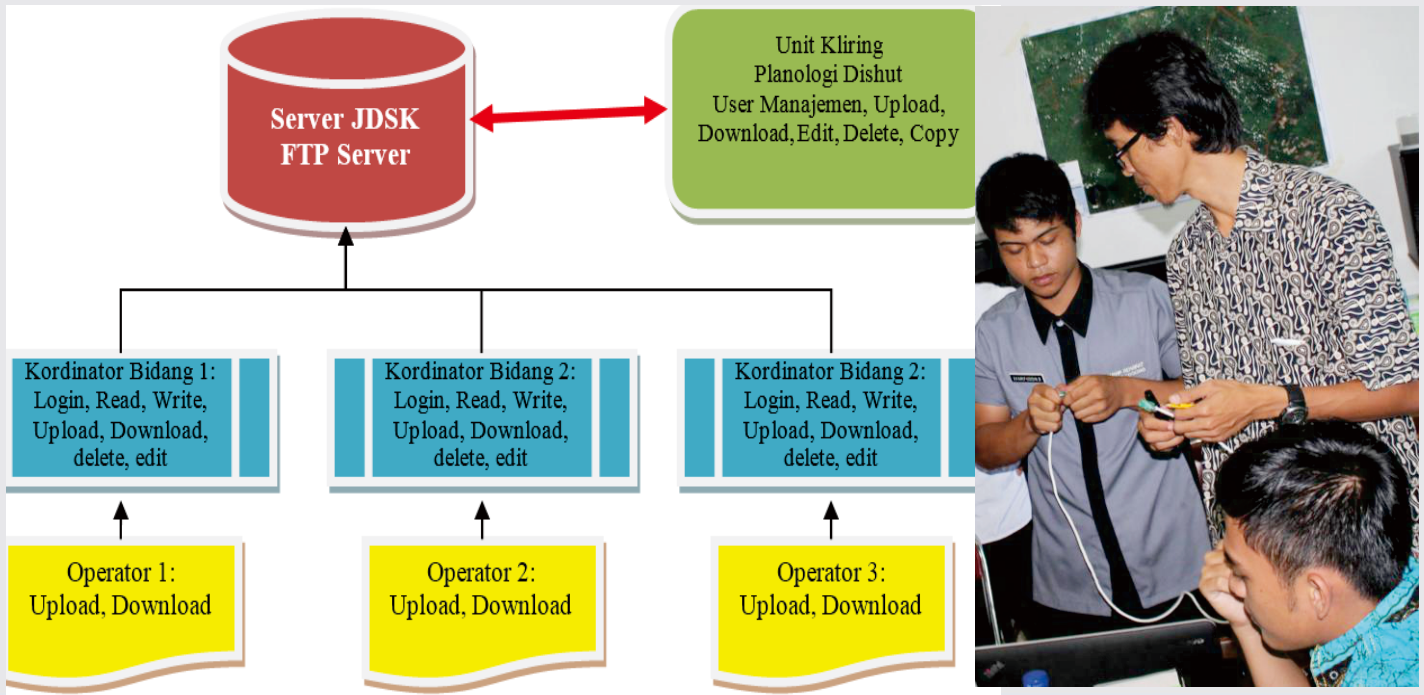 Server JDSK
FTP Server
Unit Kliring
Planologi Dishut
User Manajemen, Upload,
Download, Edit, Delete, Copy
Kordinator Bidang 1:
Login, Read, Write,
Upload, Download,
delete, edit
Kordinator Bidang 2:
Login, Read, Write,
Upload, Download,
delete, edit
Kordinator Bidang 2:
Login, Read, Write,
Upload, Download,
delete, edit
Operator 1:
Upload, Download
Operator 2:
Upload, Download
Operator 3:
Upload, Download